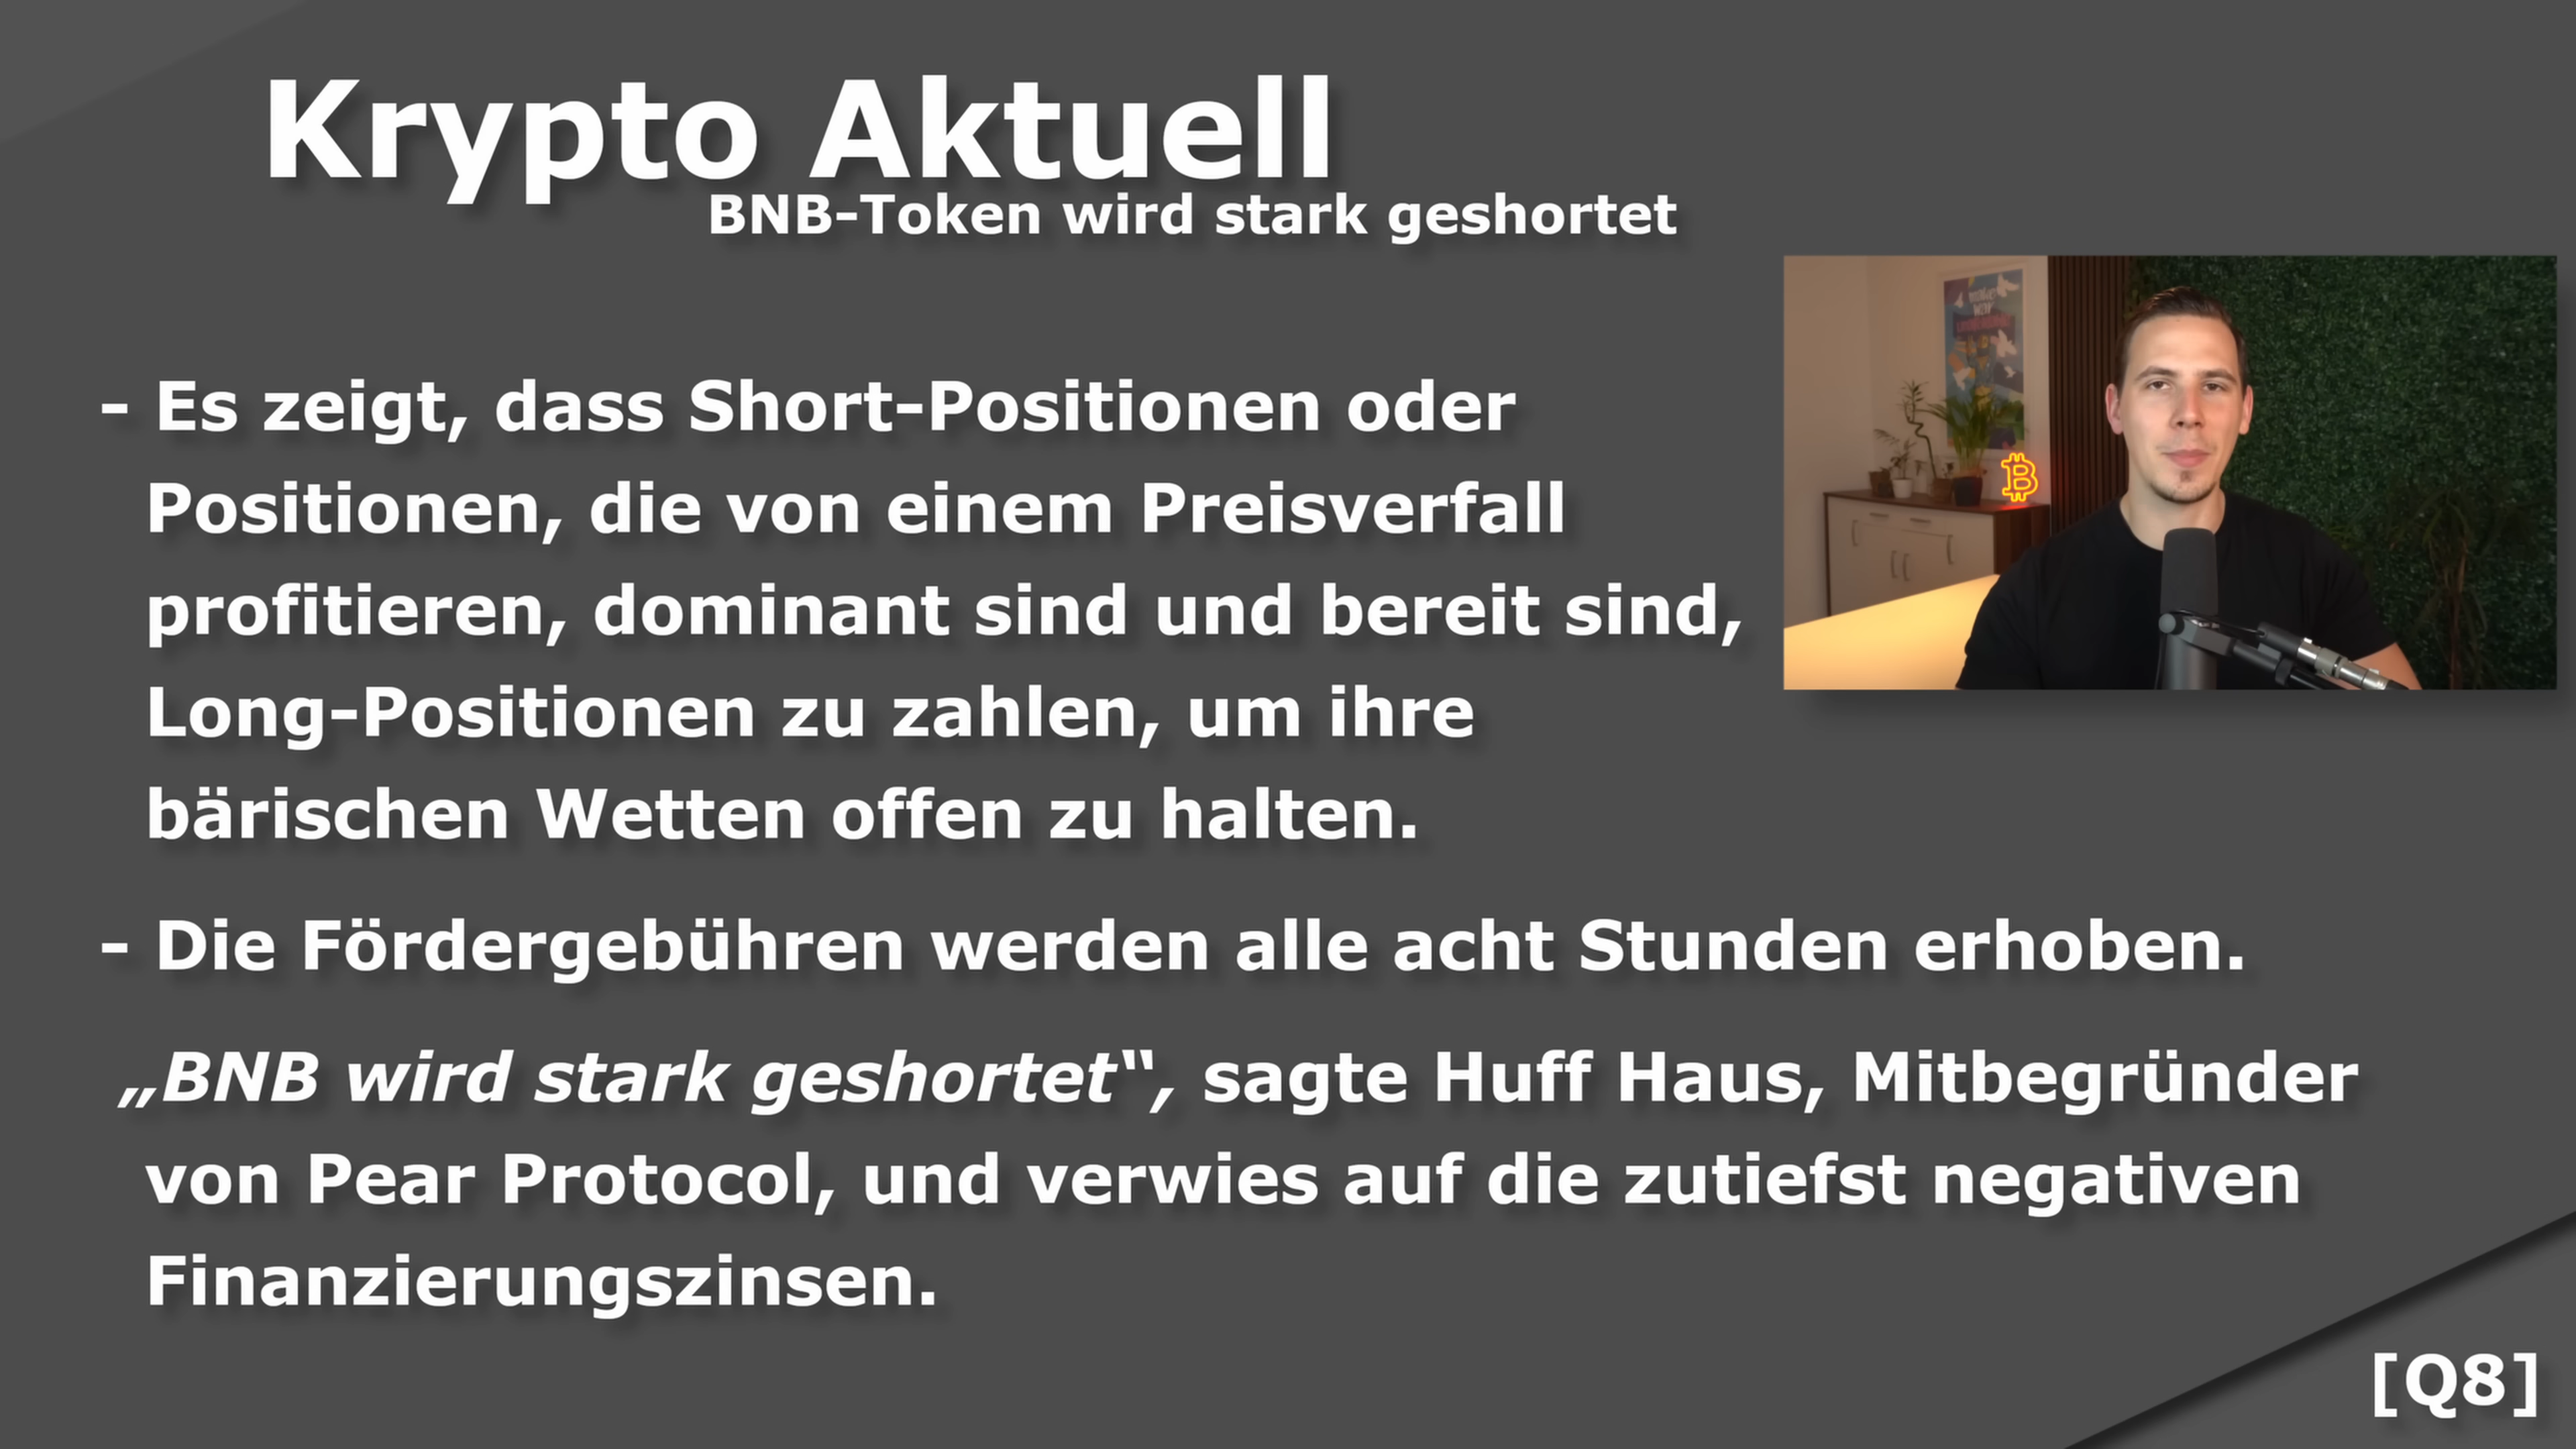 Krypto Aktuell
BNB-Token wird stark geshortet
- Es zeigt, dass Short-Positionen oder
Positionen, die von einem Preisverfall
profitieren, dominant sind und bereit sind,
Long-Positionen zu zahlen, um ihre
bärischen Wetten offen zu halten.
- Die Fördergebühren werden alle acht Stunden erhoben.
„BNB wird stark geshortet“, sagte Huff Haus, Mitbegründer
von Pear Protocol, und verwies auf die zutiefst negativen
Finanzierungszinsen.
[Q8]